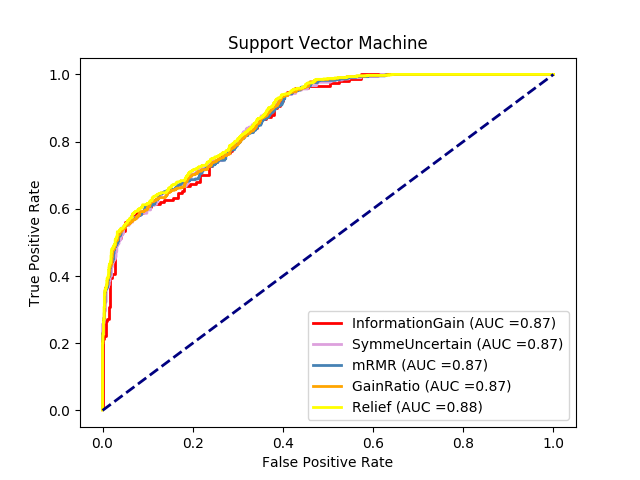 Support Vector Machine
True Positive Rate
1.0
0.8
0.6
0.4
0.2
0.0
InformationGain (AUC =0.87)
SymmeUncertain (AUC =0.87)
mRMR (AUC =0.87)
GainRatio (AUC =0.87)
Relief (AUC =0.88)
0.0 0.2 0.4 0.6 0.8 1.0
False Positive Rate